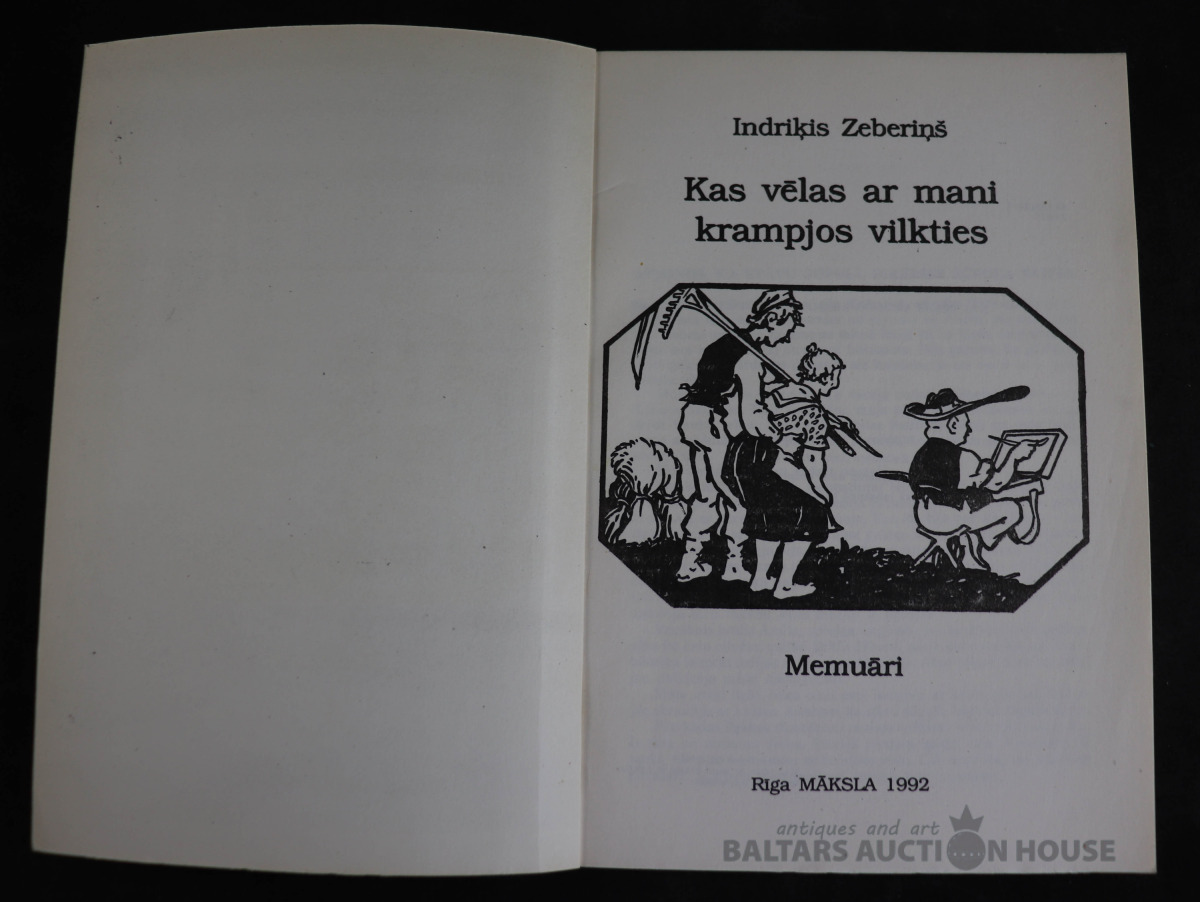 Indriķis Zeberiņš
Kas vēlas ar mani
krampjos vilkties
Memuāri
Rīga MĀKSLA 1992
antiques and art
BALTARS AUCTION HOUSE